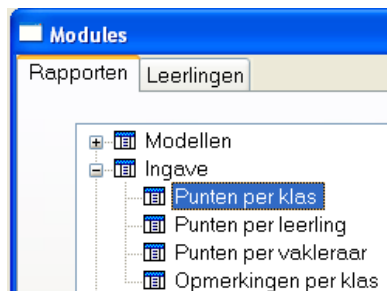 Modules
Rapporten Leerlingen
Modellen
Ingave
Punten per klas
Punten per leerling
Punten per vakleraar
Opmerkingen per klas